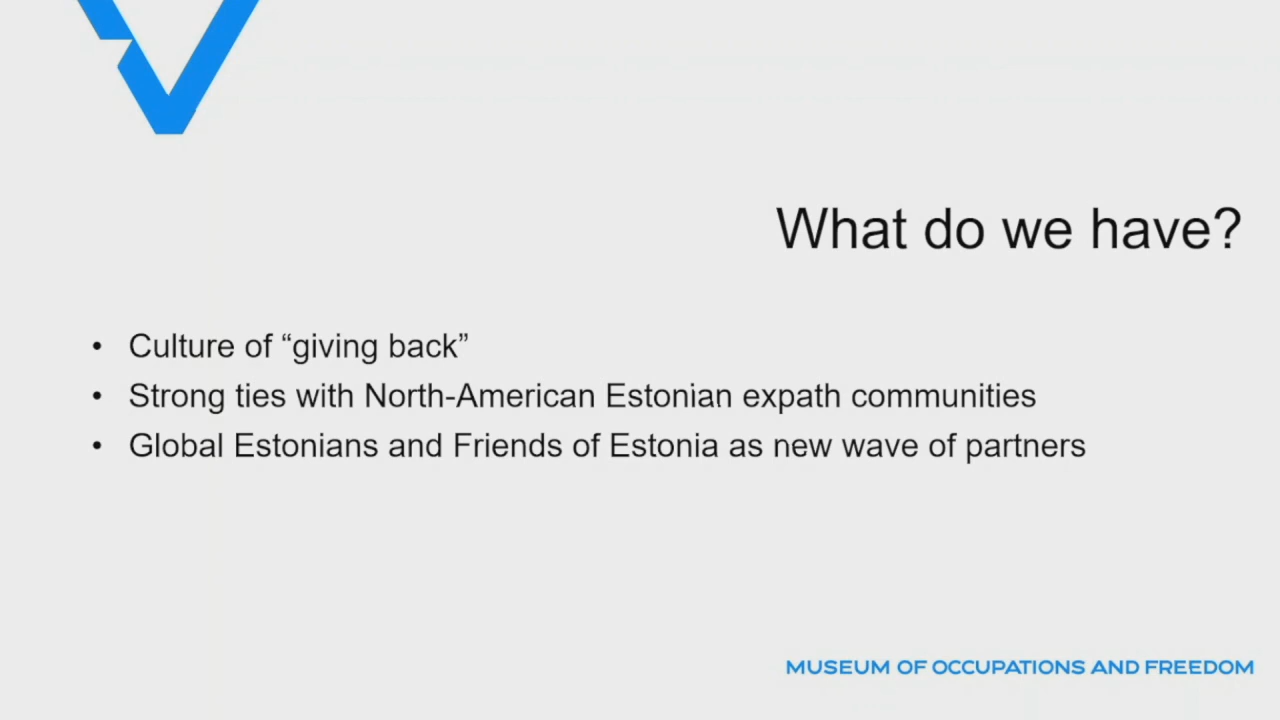 What do we have?
• Culture of “giving back”
• Strong ties with North-American Estonian expath communities
• Global Estonians and Friends of Estonia as new wave of partners
MUSEUM OF OCCUPATIONS AND FREEDOM